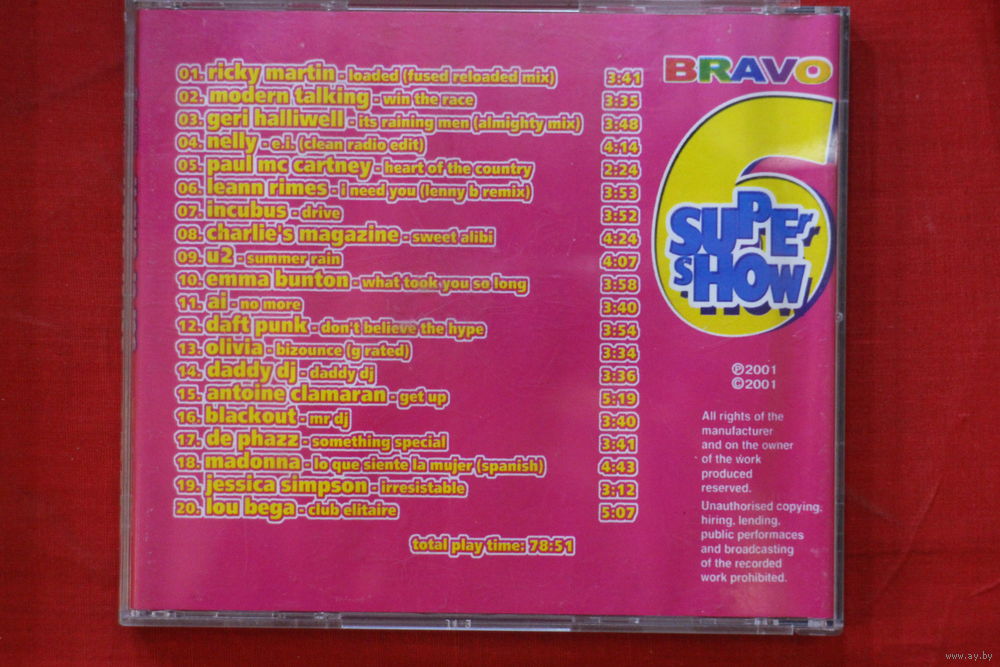 01. ricky martin - loaded (fused reloaded mix) 3:41
02. modern talking - win the race 3:35
03. geri halliwell - its raining men (almighty mix) 3:48
04. nelly - e.i. (clean radio edit) 4:14
05. paul mc cartney - heart of the country 2:24
06. leann rimes - i need you (lenny b remix) 3:53
07. incubus - drive 3:52
08. charlie's magazine - sweet alibi 4:24
09. u2 - summer rain 4:07
10. emma bunton - what took you so long 3:58
11. ai - no more 3:40
12. daft punk - don't believe the hype 3:54
13. olivia - bizounce (g rated) 3:34
14. daddy dj - daddy dj 3:36
15. antoine clamaran - get up 5:19
16. blackout - mr dj 3:40
17. de phazz - something special 3:41
18. madonna - lo que siente la mujer (spanish) 4:43
19. jessica simpson - irresistable 3:12
20. lou bega - club elitaire 5:07
total play time: 78:51
BRAVO
6
SUPER
SHOW
℗2001
©2001
All rights of the
manufacturer
and on the owner
of the work
produced
reserved.
Unauthorised copying,
hiring, lending,
public performaces
and broadcasting
of the recorded
work prohibited.
www.ay.by